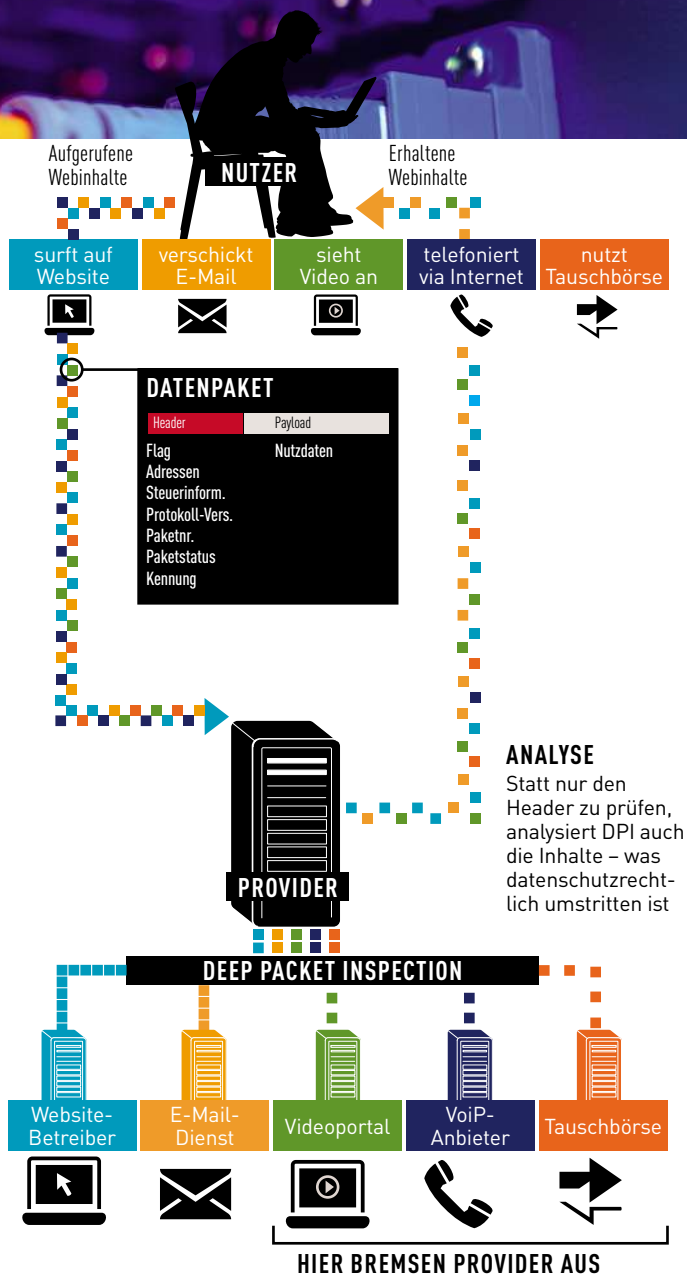 Aufgerufene
Webinhalte
NUTZER
Erhaltene
Webinhalte
surft auf
Website
verschickt
E-Mail
sieht
Video an
telefoniert
via Internet
nutzt
Tauschbörse
DATENPAKET
Header
Payload
Flag
Nutzdaten
Adressen
Steuerinform.
Protokoll-Vers.
Paketnr.
Paketstatus
Kennung
ANALYSE
Statt nur den
Header zu prüfen,
analysiert DPI auch
die Inhalte – was
datenschutzrecht-
lich umstritten ist
PROVIDER
DEEP PACKET INSPECTION
Website-
Betreiber
E-Mail-
Dienst
Videoportal
VoiP-
Anbieter
Tauschbörse
HIER BREMSEN PROVIDER AUS